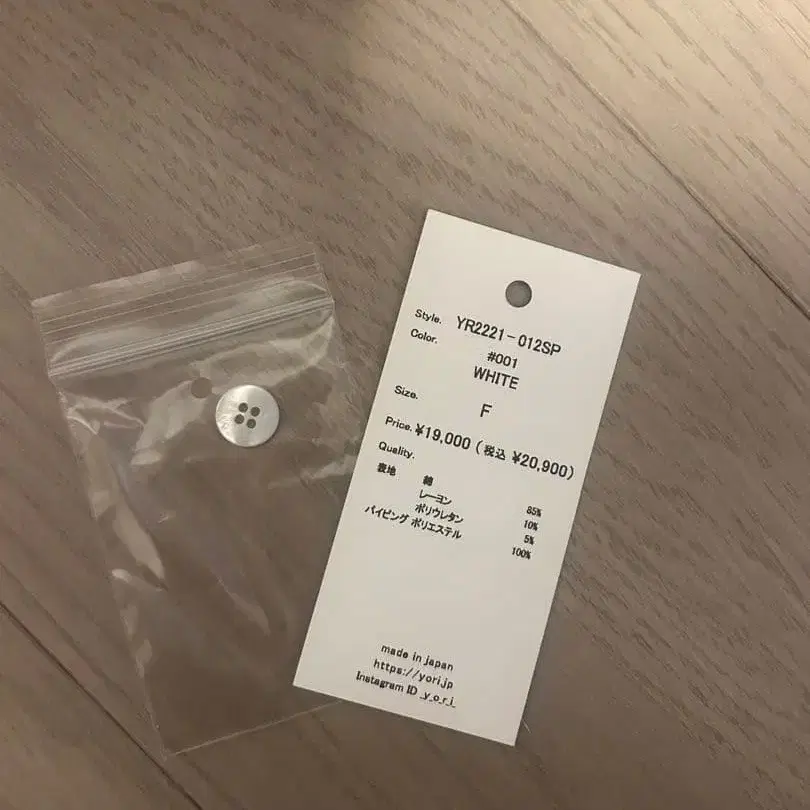 Style. YR2221-012SP
Color. #001
WHITE
Size. F
Price. ¥19,000 (税込 ¥20,900)
Quality.
表地 綿 85%
レーヨン 10%
ポリウレタン 5%
パイピング ポリエステル 100%
made in japan
https://yori.jp
Instagram ID _y_o_r_i_